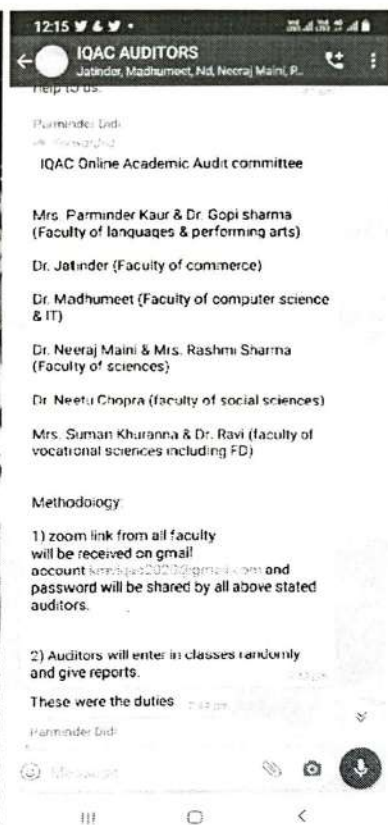 12:15
IQAC AUDITORS
Jatinder, Madhumeet, Nd, Neeraj Maini, P..
Help to us.
Parminder Didi
Forwarded
IQAC Online Academic Audit committee
Mrs. Parminder Kaur & Dr. Gopi sharma
(Faculty of languages & performing arts)
Dr. Jatinder (Faculty of commerce)
Dr. Madhumeet (Faculty of computer science
& IT)
Dr. Neeraj Maini & Mrs. Rashmi Sharma
(Faculty of sciences)
Dr. Neetu Chopra (faculty of social sciences)
Mrs. Suman Khuranna & Dr. Ravi (faculty of
vocational sciences including FD)
Methodology:
1) zoom link from all faculty
will be received on gmail
account and
password will be shared by all above stated
auditors.
2) Auditors will enter in classes randomly
and give reports.
These were the duties
Parminder Didi
Message